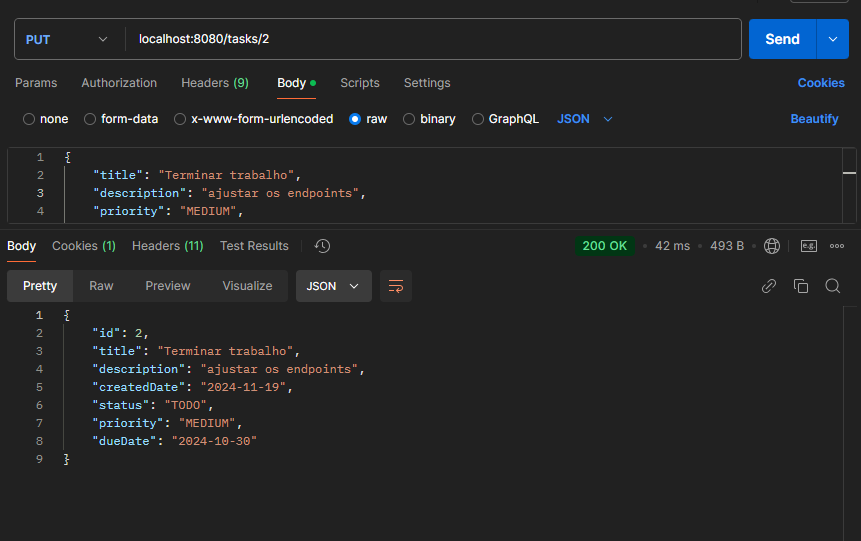 PUT localhost:8080/tasks/2 Send
Params Authorization Headers (9) Body Scripts Settings Cookies
none form-data x-www-form-urlencoded raw binary GraphQL JSON Beautify
1 {
2 "title": "Terminar trabalho",
3 "description": "ajustar os endpoints",
4 "priority": "MEDIUM",
Body Cookies (1) Headers (11) Test Results 200 OK • 42 ms • 493 B • e.g.
Pretty Raw Preview Visualize JSON
1 {
2 "id": 2,
3 "title": "Terminar trabalho",
4 "description": "ajustar os endpoints",
5 "createdDate": "2024-11-19",
6 "status": "TODO",
7 "priority": "MEDIUM",
8 "dueDate": "2024-10-30"
9 }